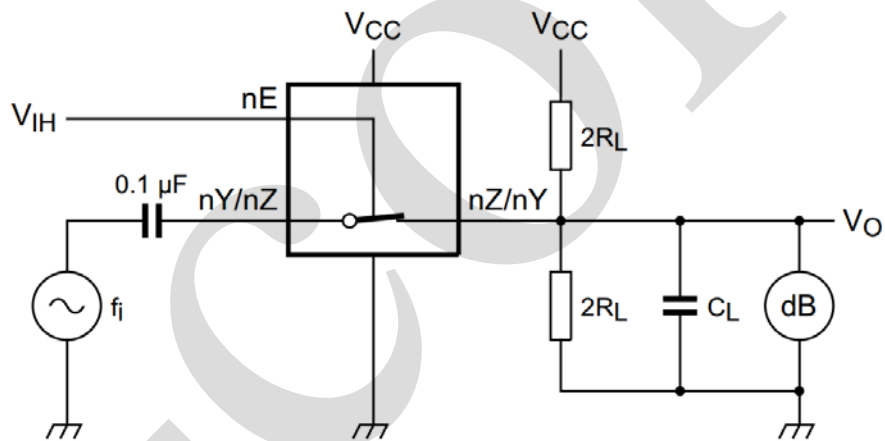 VCC
VCC
nE
VIH
2RL
0.1 µF
nY/nZ
nZ/nY
VO
fi
2RL
CL
dB